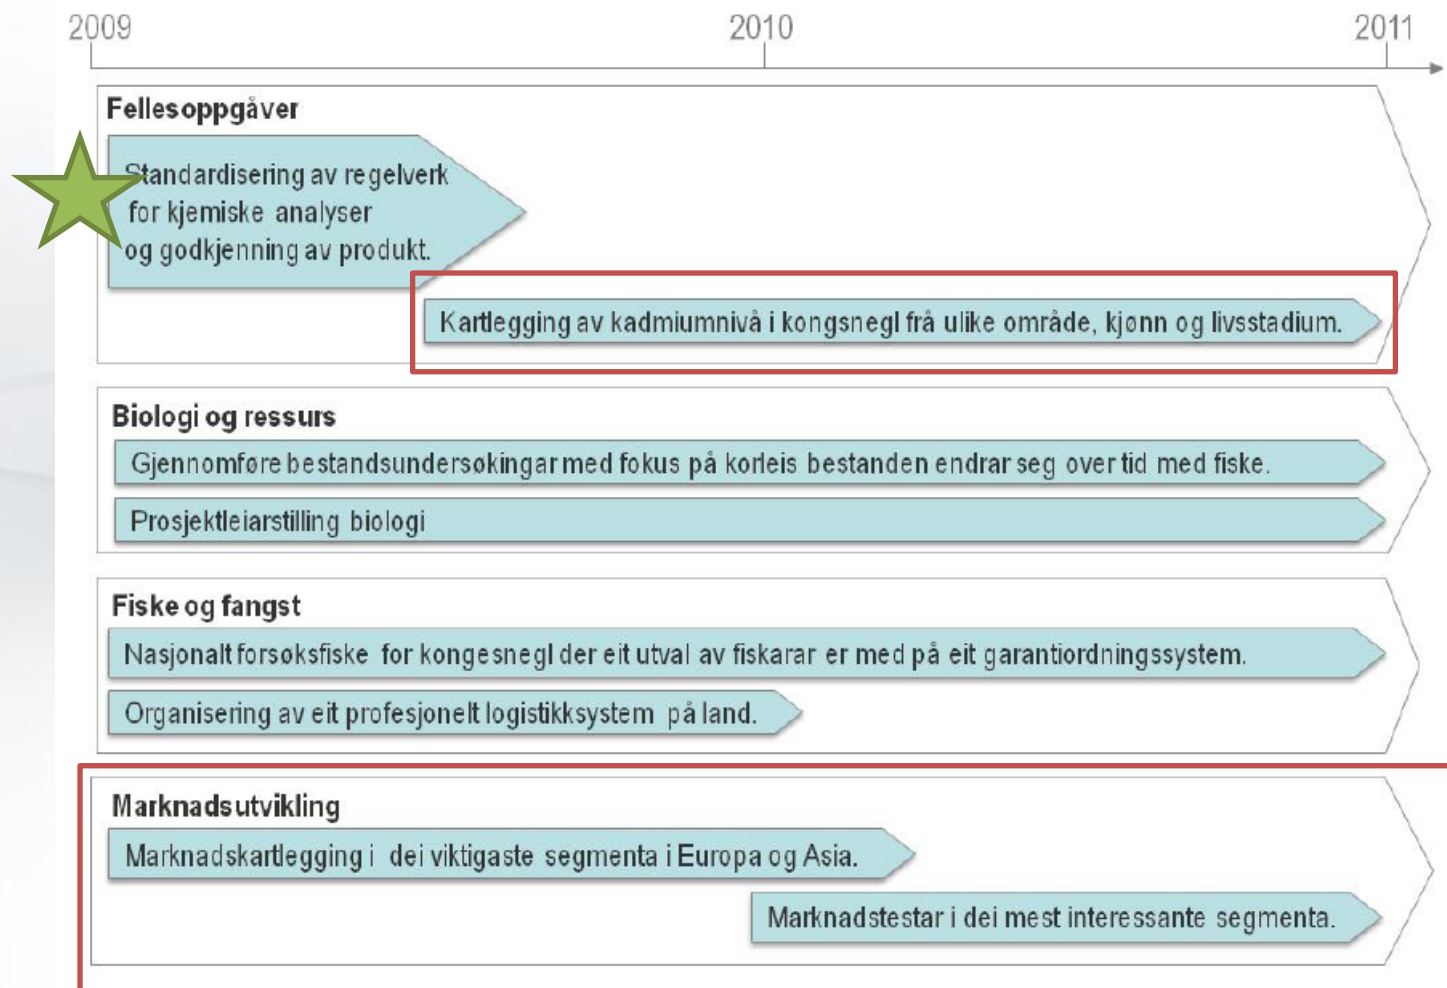 2009 2010 2011
Fellesoppgåver
Standardisering av regelverk
for kjemiske analyser
og godkjenning av produkt.
Kartlegging av kadmiumnivå i kongsnegl frå ulike område, kjønn og livsstadium.
Biologi og ressurs
Gjennomføre bestandsundersøkingar med fokus på korleis bestanden endrar seg over tid med fiske.
Prosjektleiarstilling biologi
Fiske og fangst
Nasjonalt forsøksfiske for kongesnegl der eit utval av fiskarar er med på eit garantiordningssystem.
Organisering av eit profesjonelt logistikksystem på land.
Marknadsutvikling
Marknadskartlegging i dei viktigaste segmenta i Europa og Asia.
Marknadstestar i dei mest interessante segmenta.